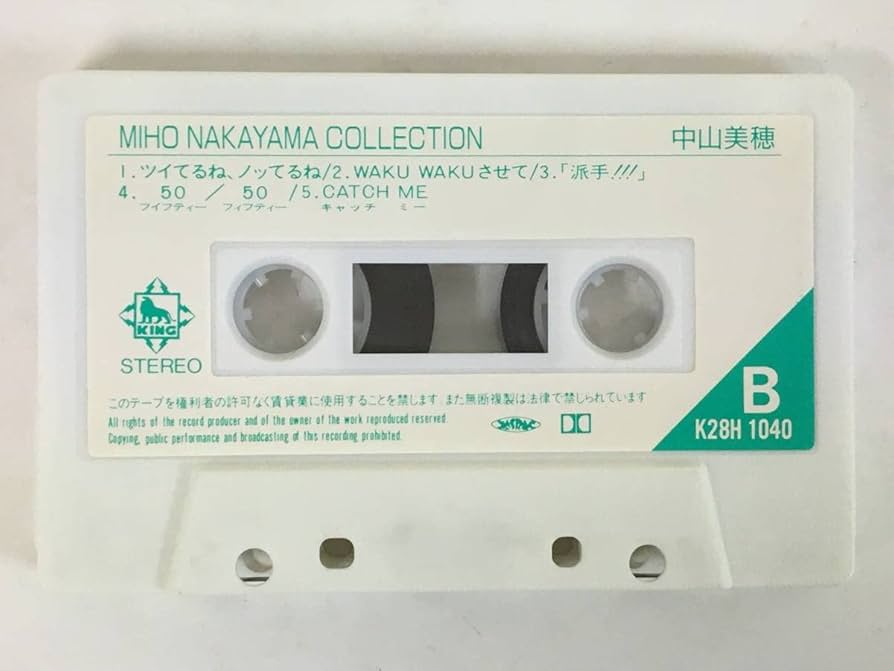 MIHO NAKAYAMA COLLECTION 中山美穂
1.ツイてるね、ノッてるね/2.WAKU WAKUさせて/3.「派手!!!」
4. 50 / 50 /5.CATCH ME
フイフティー フィフティー キャッチ ミー
KING
STEREO
このテープを権利者の許可なく賃貸業に使用することを禁じます。また無断複製は法律で禁じられています
All rights of the record producer and of the owner of the work reproduced reserved.
Copying, public performance and broadcasting of this recording prohibited.
JASRAC
B
K28H 1040